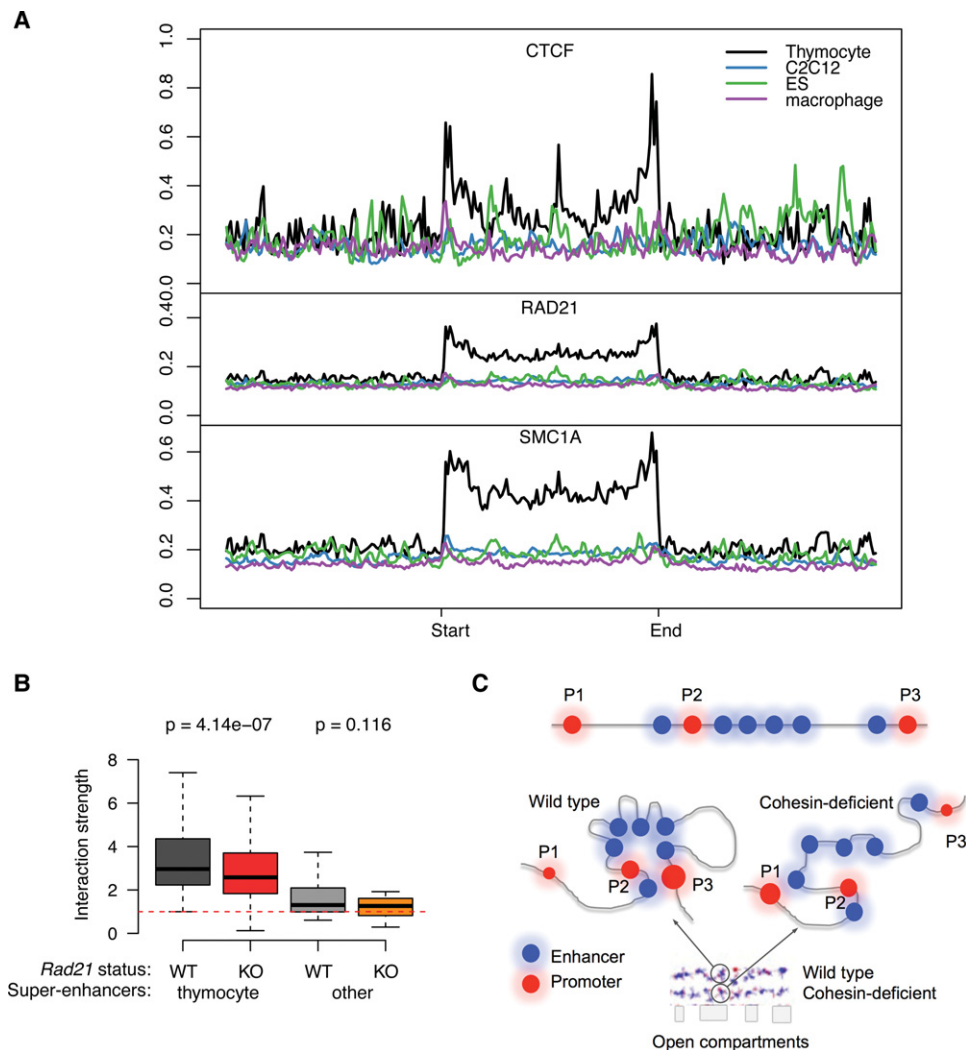 A
CTCF
Thymocyte
C2C12
ES
macrophage
1.0
0.8
0.6
0.4
0.2
0.0
RAD21
0.40
0.2
0.0
SMC1A
0.6
0.4
0.2
0.0
Start
End
B
p = 4.14e−07
p = 0.116
Interaction strength
8
6
4
2
0
Rad21 status: WT KO WT KO
Super-enhancers: thymocyte other
C
P1 P2 P3
Wild type
Cohesin-deficient
P1
P2
P3
P1
P2
P3
Enhancer
Promoter
Wild type
Cohesin-deficient
Open compartments